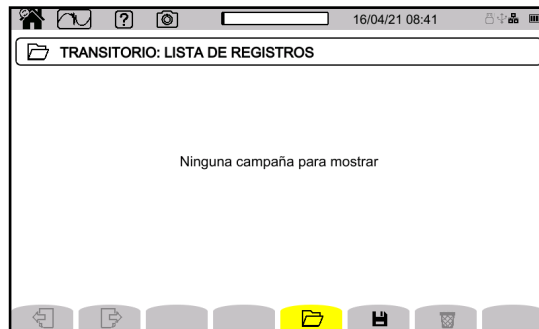 ?
16/04/21 08:41
TRANSITORIO: LISTA DE REGISTROS
Ninguna campaña para mostrar